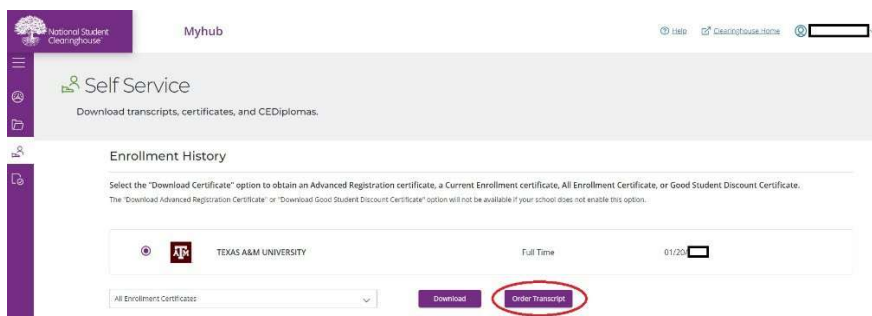 National Student
Clearinghouse
Myhub
Help
Clearinghouse Home
Self Service
Download transcripts, certificates, and CEDiplomas.
Enrollment History
Select the "Download Certificate" option to obtain an Advanced Registration certificate, a Current Enrollment certificate, All Enrollment Certificate, or Good Student Discount Certificate.
The "Download Advanced Registration Certificate" or "Download Good Student Discount Certificate" option will not be available if your school does not enable this option.
ATM TEXAS A&M UNIVERSITY Full Time 01/20/
All Enrollment Certificates Download Order Transcript